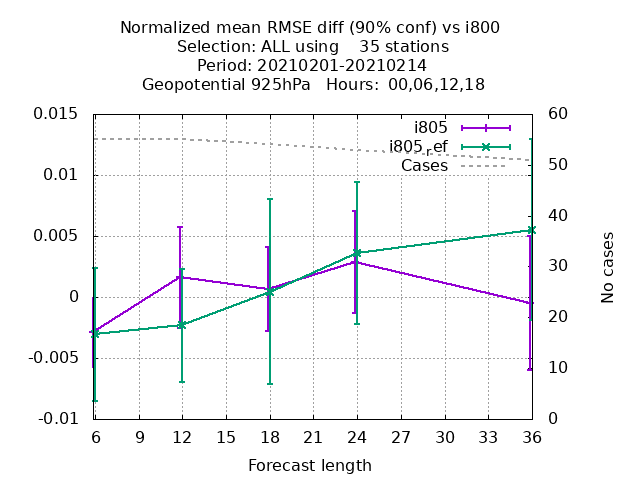 Normalized mean RMSE diff (90% conf) vs i800
Selection: ALL using    35 stations
Period: 20210201-20210214
Geopotential 925hPa   Hours: 00,06,12,18
0.015
0.01
0.005
0
-0.005
-0.01
60
50
40
30
20
10
0
i805
i805_ref
Cases
No cases
6 9 12 15 18 21 24 27 30 33 36
Forecast length